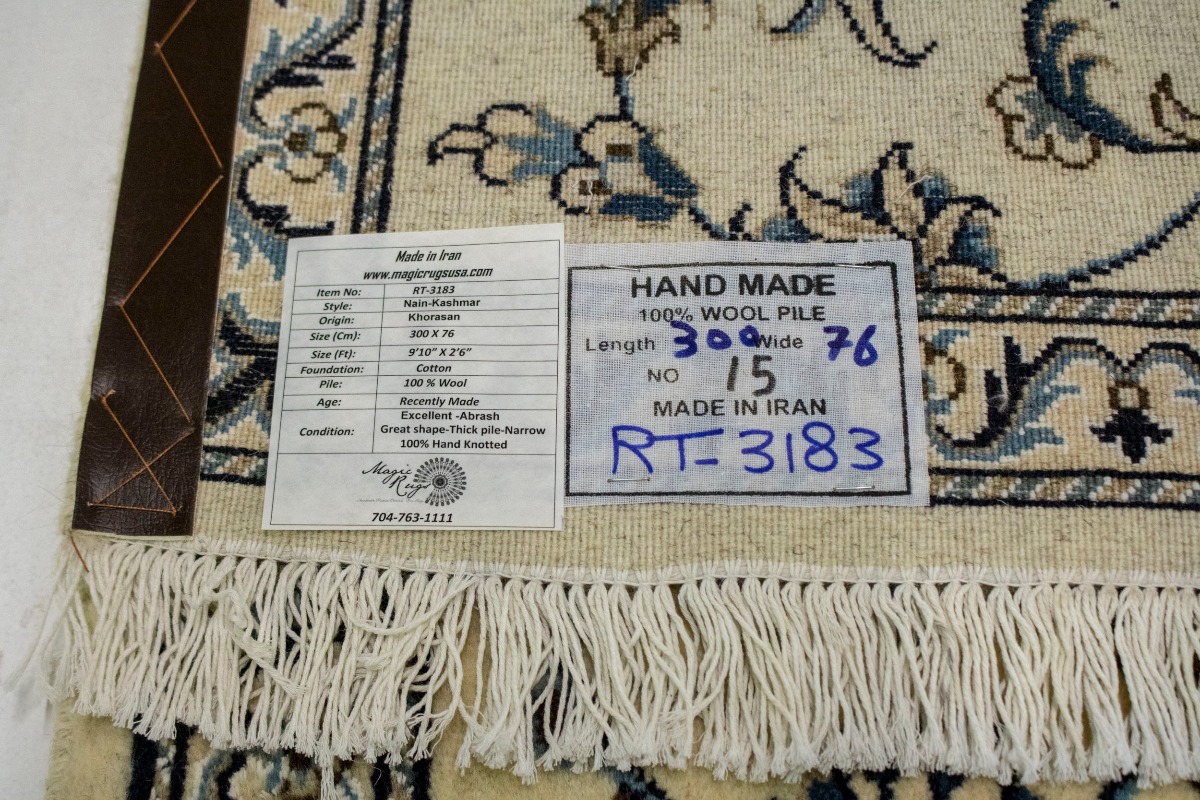 Made in Iran
www.magicrugsusa.com
Item No: RT-3183
Style: Nain-Kashmar
Origin: Khorasan
Size (Cm): 300 X 76
Size (Ft): 9'10" X 2'6"
Foundation: Cotton
Pile: 100 % Wool
Age: Recently Made
Condition: Excellent -Abrash
Great shape-Thick pile-Narrow
100% Hand Knotted
Magic
Rugs
704-763-1111
HAND MADE
100% WOOL PILE
Length 300 Wide 76
NO 15
MADE IN IRAN
RT-3183